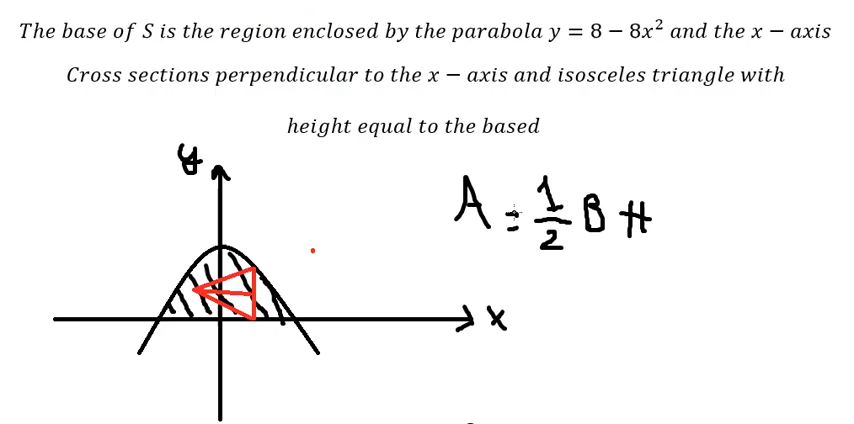 The base of S is the region enclosed by the parabola y = 8 − 8x² and the x − axis
Cross sections perpendicular to the x − axis and isosceles triangle with
height equal to the based
y
A = 1/2 B H
x